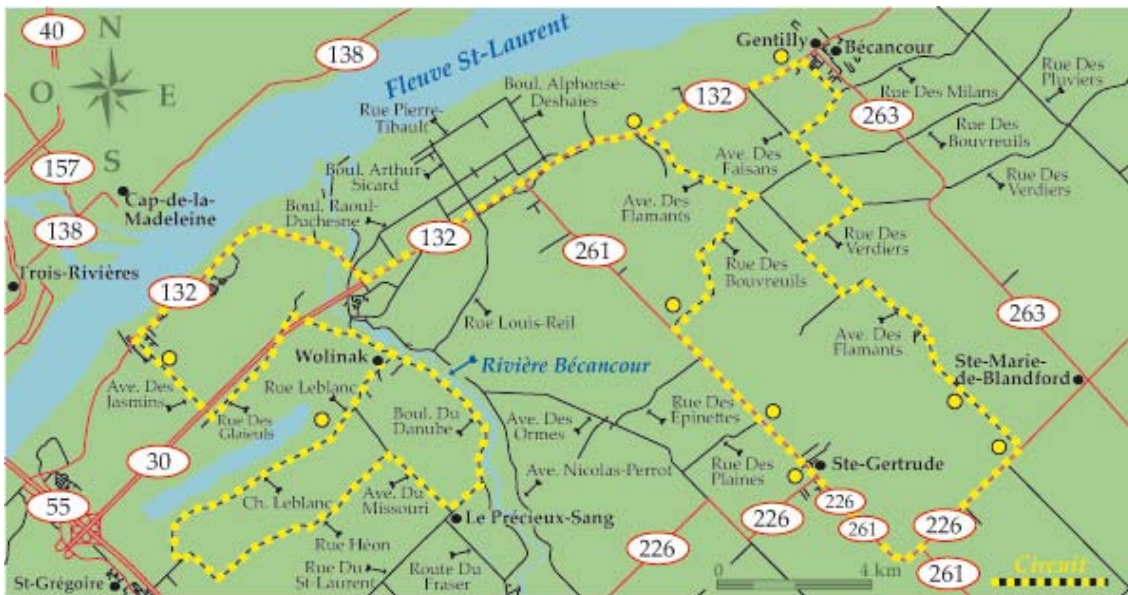 40
N
O
E
S
138
Fleuve St-Laurent
Gentilly
Bécancour
Rue Des
Pluviers
Boul. Alphonse-
Deshaies
Rue Pierre-
Tibault
132
Rue Des Milans
263
Rue Des
Bouvreuils
157
Boul. Arthur
Sicard
Ave. Des
Faisans
Rue Des
Verdiers
Cap-de-la-
Madeleine
Boul. Raoul-
Duchesne
Ave. Des
Flamants
138
132
261
Rue Des
Verdiers
Rue Des
Bouvreuils
Trois-Rivières
132
Rue Louis-Reil
263
Ave. Des
Flamants
Wolinak
Rivière Bécancour
Ste-Marie-
de-Blandford
Ave. Des
Jasmins
Rue Leblanc
Rue Des
Glaieuls
Boul. Du
Danube
Ave. Des
Ormes
Rue Des
Epinettes
30
Ave. Nicolas-Perrot
Rue Des
Plaines
Ste-Gertrude
55
Ch. Leblanc
Ave. Du
Missouri
Le Précieux-Sang
226
226
261
226
Rue Héon
226
261
St-Grégoire
Rue Du
St-Laurent
Route Du
Fraser
0
4 km
Circuit